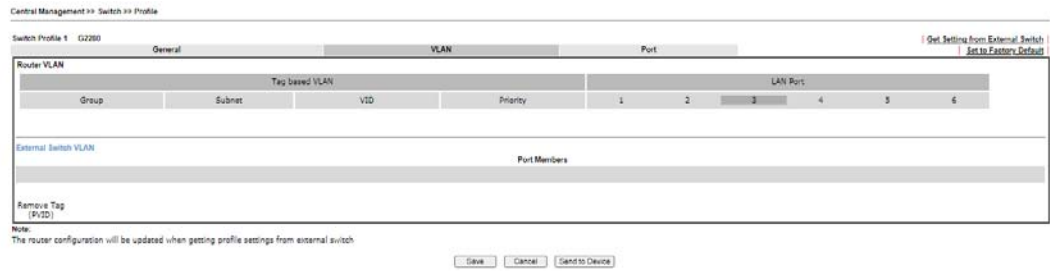 Central Management >> Switch >> Profile
Switch Profile 1 G2280
| Get Setting from External Switch |
General VLAN Port
| Set to Factory Default |
Router VLAN
Tag based VLAN LAN Port
Group Subnet VID Priority 1 2 3 4 5 6
External Switch VLAN
Port Members
Remove Tag
(PVID)
Note:
The router configuration will be updated when getting profile settings from external switch
Save Cancel Send to Device